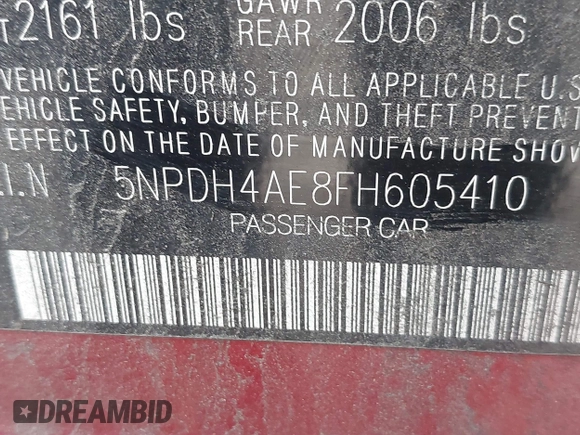 2161 lbs GAWR REAR 2006 lbs
VEHICLE CONFORMS TO ALL APPLICABLE U.S
VEHICLE SAFETY, BUMPER, AND THEFT PREVENT
EFFECT ON THE DATE OF MANUFACTURE SHOW
.I.N 5NPDH4AE8FH605410
PASSENGER CAR
DREAMBID